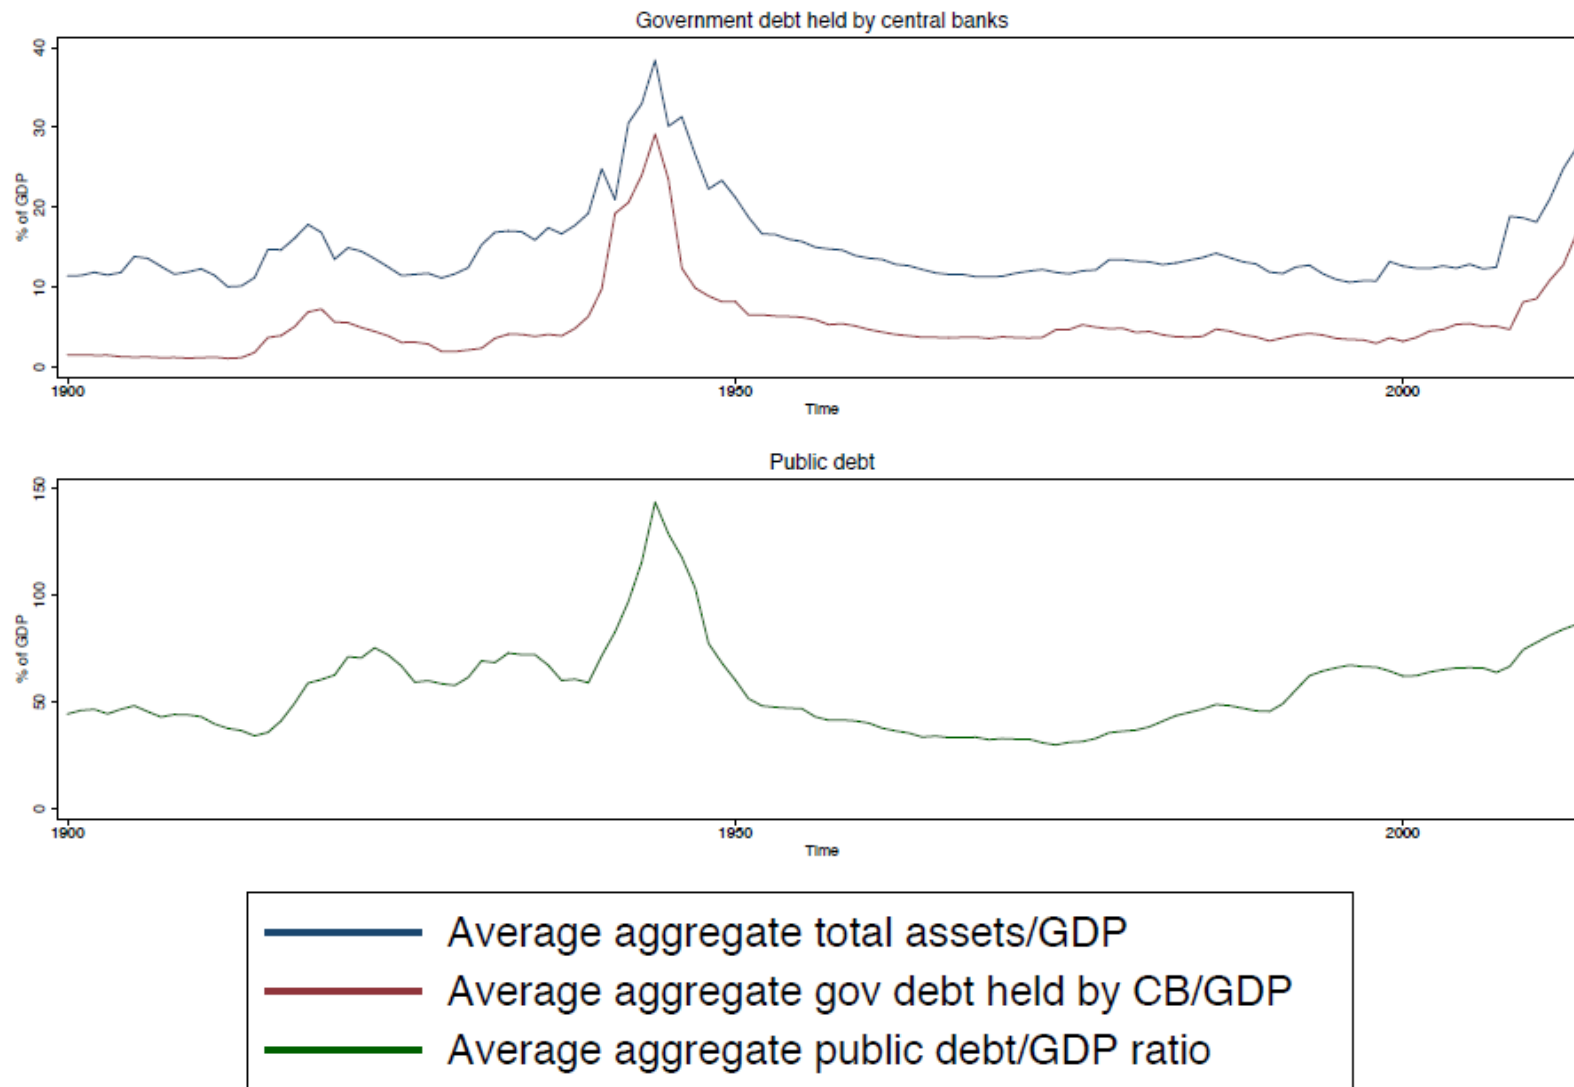 Government debt held by central banks
40
30
20
10
0
% of GDP
1900
1950
2000
Time
Public debt
150
100
50
0
% of GDP
1900
1950
2000
Time
Average aggregate total assets/GDP
Average aggregate gov debt held by CB/GDP
Average aggregate public debt/GDP ratio